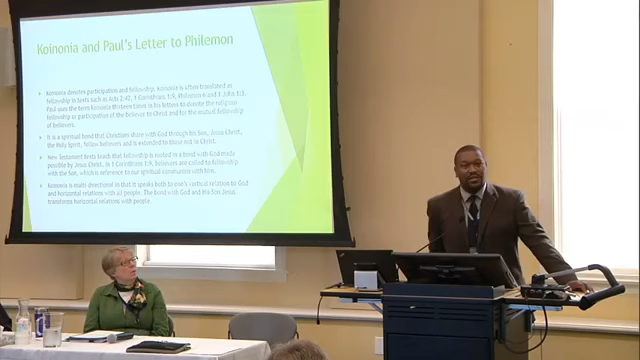 Koinonia and Paul's Letter to Philemon
Koinonia denotes participation and fellowship. Koinonia is often translated as
fellowship in texts such as Acts 2:42, 1 Corinthians 1:9, Philemon 6 and 1 John 1:3.
Paul uses the term koinonia thirteen times in his letters to denote the religious
fellowship or participation of the believer in Christ and for the mutual fellowship
of believers.
It is a spiritual bond that Christians share with God through his Son, Jesus Christ,
the Holy Spirit, fellow believers and is extended to those not in Christ.
New Testament texts teach that fellowship is rooted in a bond with God made
possible by Jesus Christ. In 1 Corinthians 1:9, believers are called to fellowship
with the Son, which is reference to our spiritual communion with him.
Koinonia is multi directional in that it speaks both to one's vertical relation to God
and horizontal relations with all people. The bond with God and His Son Jesus,
transforms horizontal relations with people.